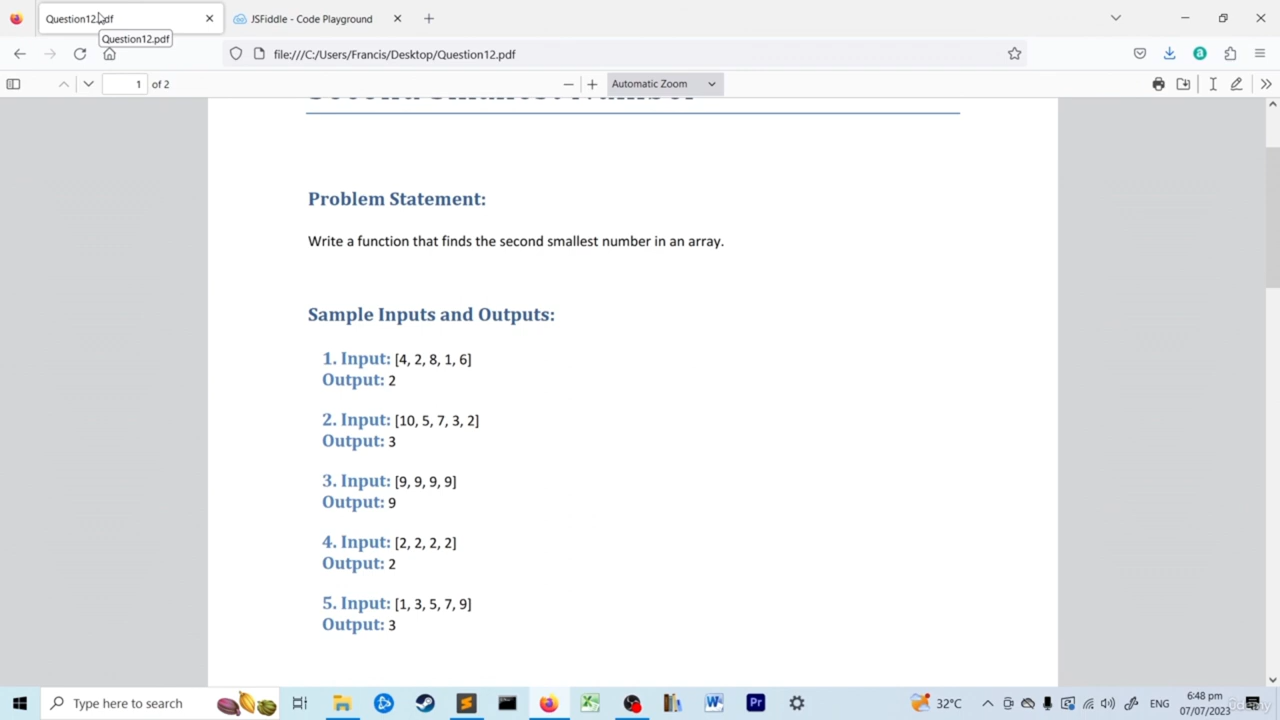 Question12.pdf
JSFiddle - Code Playground
Question12.pdf
file:///C:/Users/Francis/Desktop/Question12.pdf
1 of 2
Automatic Zoom
Second Smallest Number
Problem Statement:
Write a function that finds the second smallest number in an array.
Sample Inputs and Outputs:
1. Input: [4, 2, 8, 1, 6]
Output: 2
2. Input: [10, 5, 7, 3, 2]
Output: 3
3. Input: [9, 9, 9, 9]
Output: 9
4. Input: [2, 2, 2, 2]
Output: 2
5. Input: [1, 3, 5, 7, 9]
Output: 3
Type here to search
32°C
ENG
6:48 pm
07/07/2023
Udemy